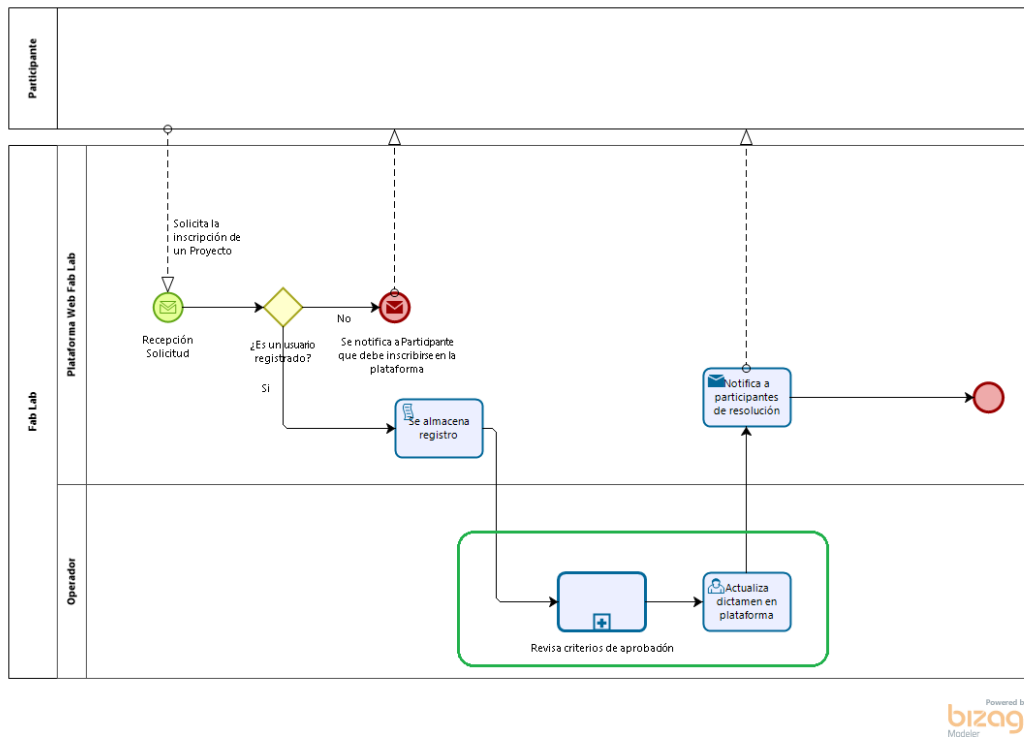 Participante
Fab Lab
Plataforma Web Fab Lab
Solicita la
inscripción de
un Proyecto
Recepción
Solicitud
¿Es un usuario
registrado?
No
Si
Se notifica a Participante
que debe inscribirse en la
plataforma
Se almacena
registro
Notifica a
participantes
de resolución
Operador
Revisa criterios de aprobación
Actualiza
dictamen en
plataforma
Powered b
bizag
Modeler